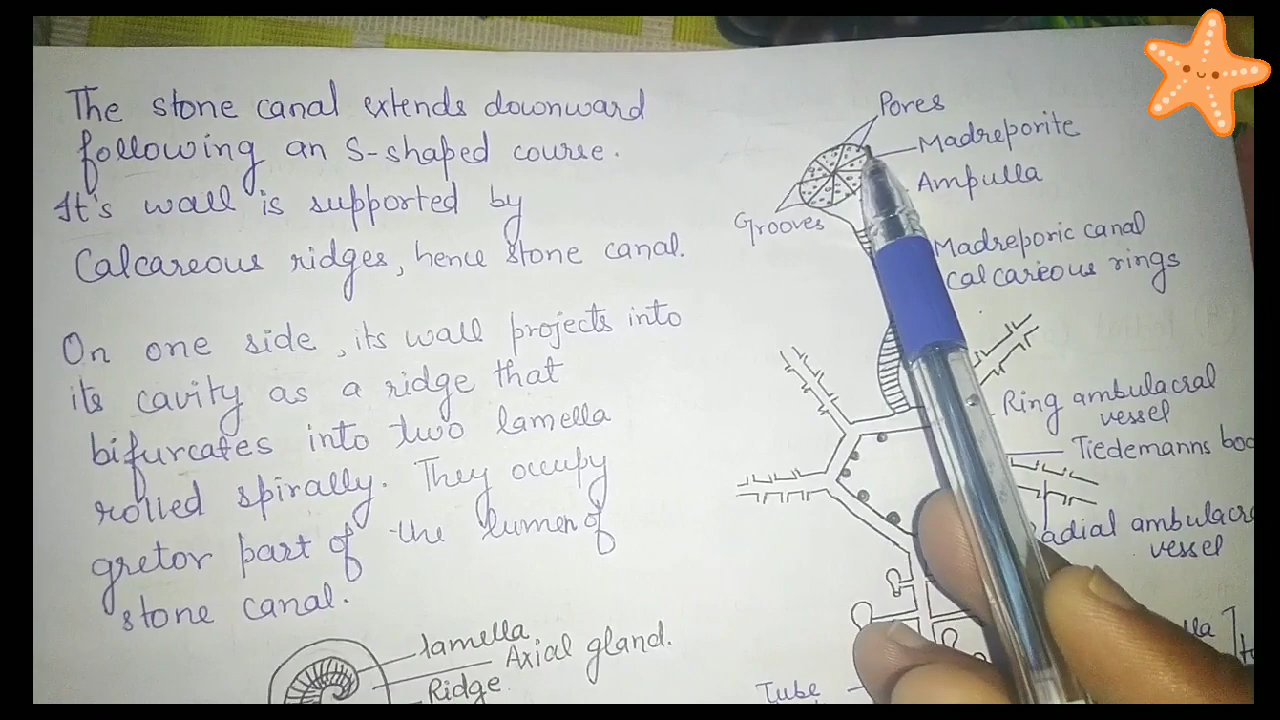 The stone canal extends downward
following an S-shaped course.
It's wall is supported by
Calcareous ridges, hence stone canal.
On one side, its wall projects into
its cavity as a ridge that
bifurcates into two lamella
rolled spirally. They occupy
gretor part of the lumen of
stone canal.
lamella
Axial gland.
Ridge
Pores
Madreporite
Ampulla
Grooves
Madreporic canal
calcareous rings
Ring ambulacral
vessel
Tiedemanns
vessel
Tube